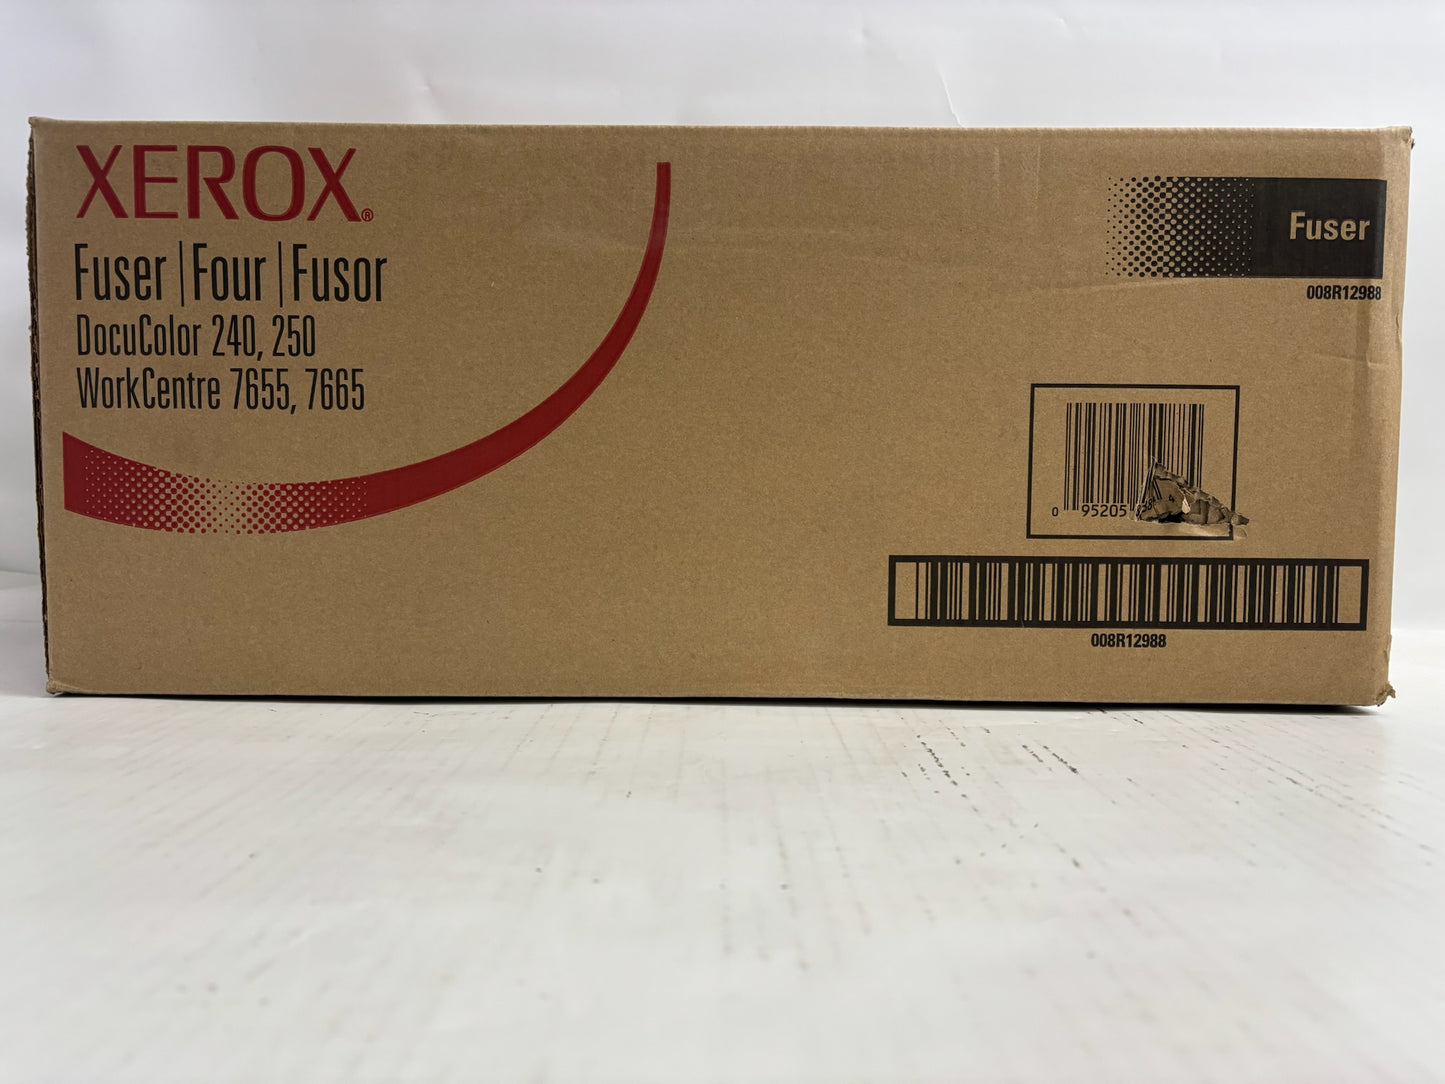 XEROX®
Fuser | Four | Fusor
DocuColor 240, 250
WorkCentre 7655, 7665
Fuser
008R12988
0 95205
008R12988